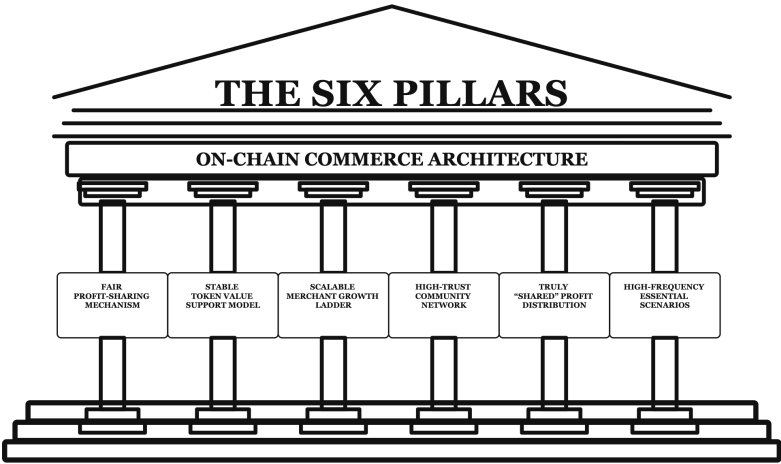 THE SIX PILLARS
ON-CHAIN COMMERCE ARCHITECTURE
FAIR
PROFIT-SHARING
MECHANISM
STABLE
TOKEN VALUE
SUPPORT MODEL
SCALABLE
MERCHANT GROWTH
LADDER
HIGH-TRUST
COMMUNITY
NETWORK
TRULY
“SHARED” PROFIT
DISTRIBUTION
HIGH-FREQUENCY
ESSENTIAL
SCENARIOS